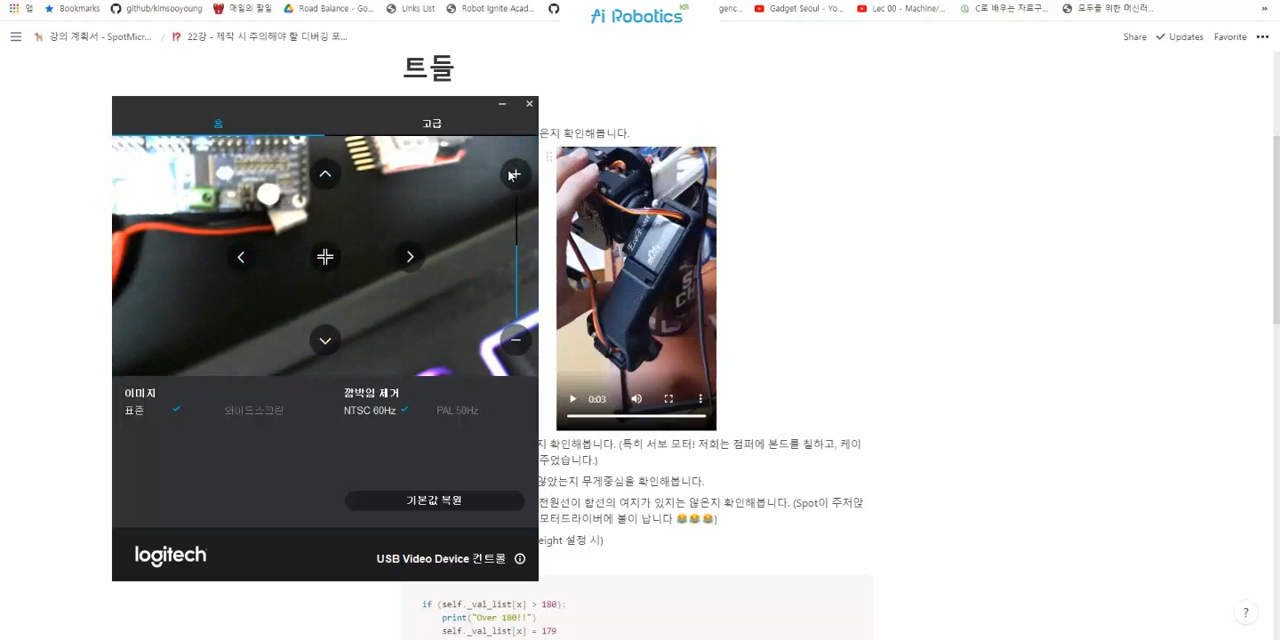 앱
Bookmarks
github/kimsooyoung
매일의 팔일
Road Balance - Go...
Links List
Robot Ignite Acad...
Ai Robotics KR
genc...
Gadget Seoul - Yo...
Lec 00 - Machine/...
C로 배우는 자료구...
모두를 위한 머신러...
»
강의 계획서 - SpotMicr...
/
22강 - 제작 시 주의해야 할 디버깅 포...
Share
Updates
Favorite
트들
홈
고급
은지 확인해봅니다.
0:03
이미지
깜박임 제거
표준
와이드스크린
NTSC 60Hz
PAL 50Hz
지 확인해봅니다. (특히 서보 모터! 저희는 점퍼에 본드를 칠하고, 케이
주었습니다.)
않았는지 무게중심을 확인해봅니다.
기본값 복원
전원선이 합선의 여지가 있지는 않은지 확인해봅니다. (Spot이 주저앉
모터드라이버에 불이 납니다 😂😂😂)
eight 설정 시)
logitech
USB Video Device 컨트롤
if (self._val_list[x] > 180):
print("Over 180!!")
self._val_list[x] = 179
?